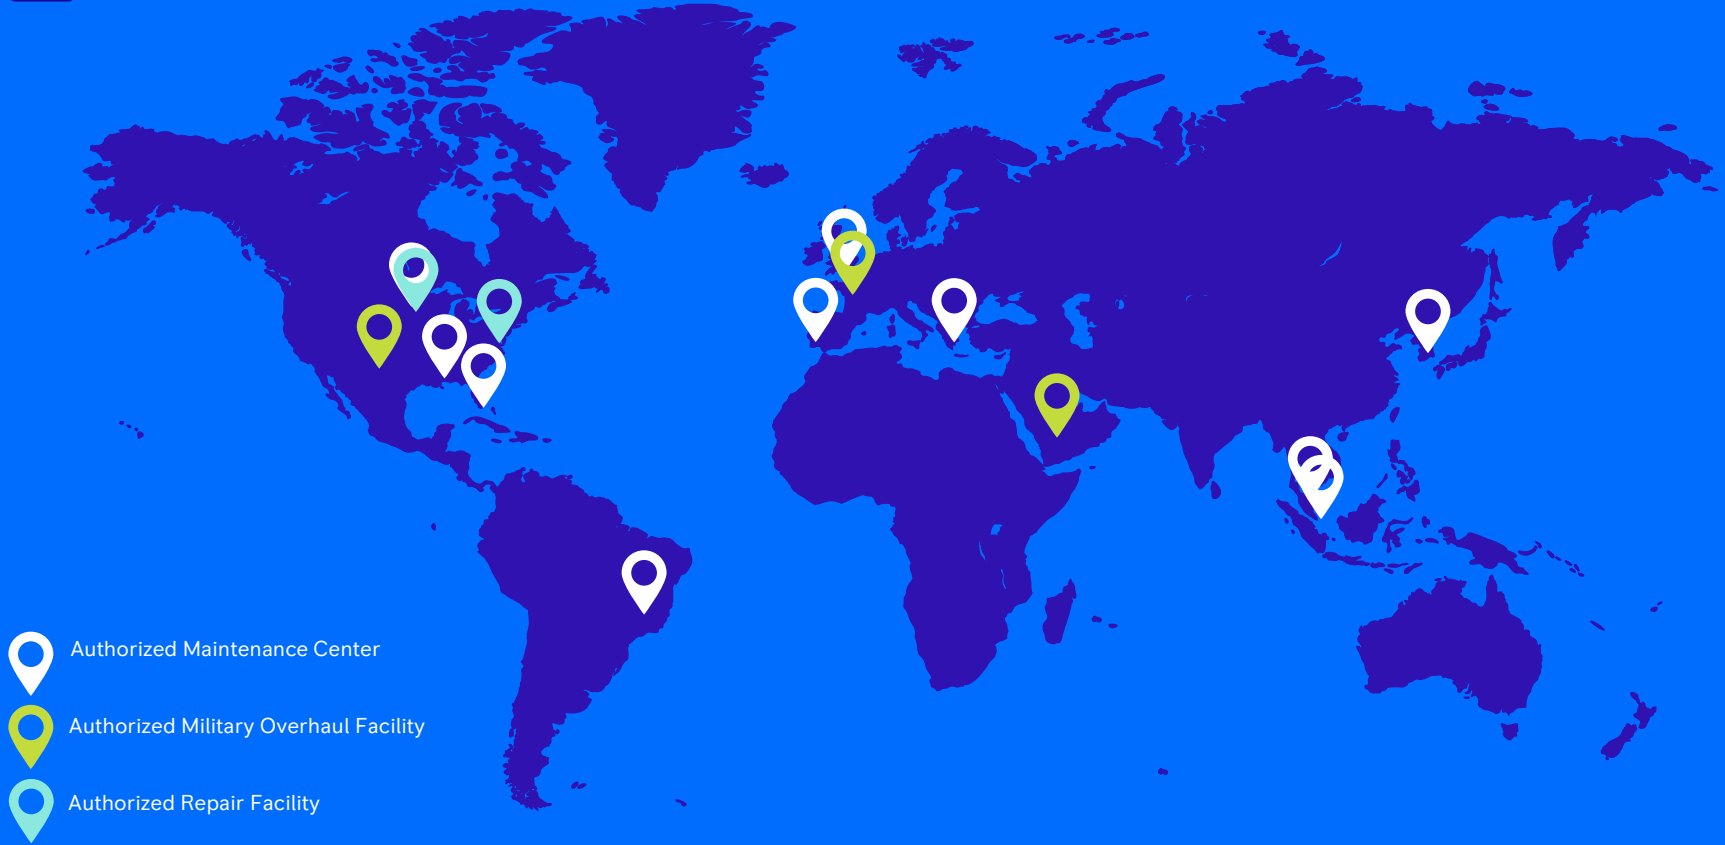 Authorized Maintenance Center
Authorized Military Overhaul Facility
Authorized Repair Facility